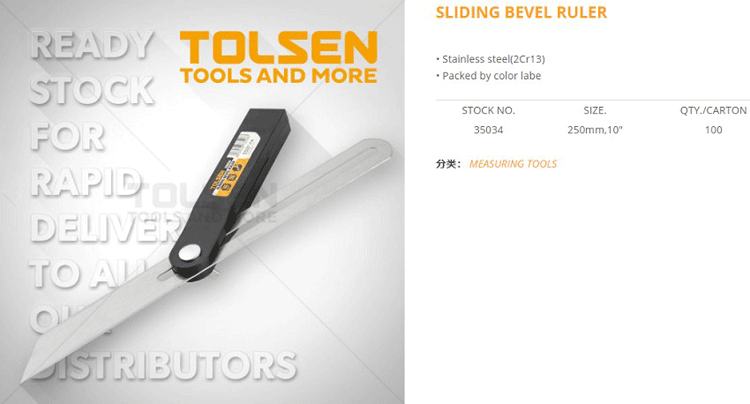 READY
STOCK
FOR
RAPID
DELIVER
TO ALL
OUR
DISTRIBUTORS
TOLSEN
TOOLS AND MORE
TOLSEN
TOLSEN
TOOLS AND MORE
SLIDING BEVEL RULER
• Stainless steel(2Cr13)
• Packed by color labe
STOCK NO. SIZE. QTY./CARTON
35034 250mm,10" 100
分类： MEASURING TOOLS